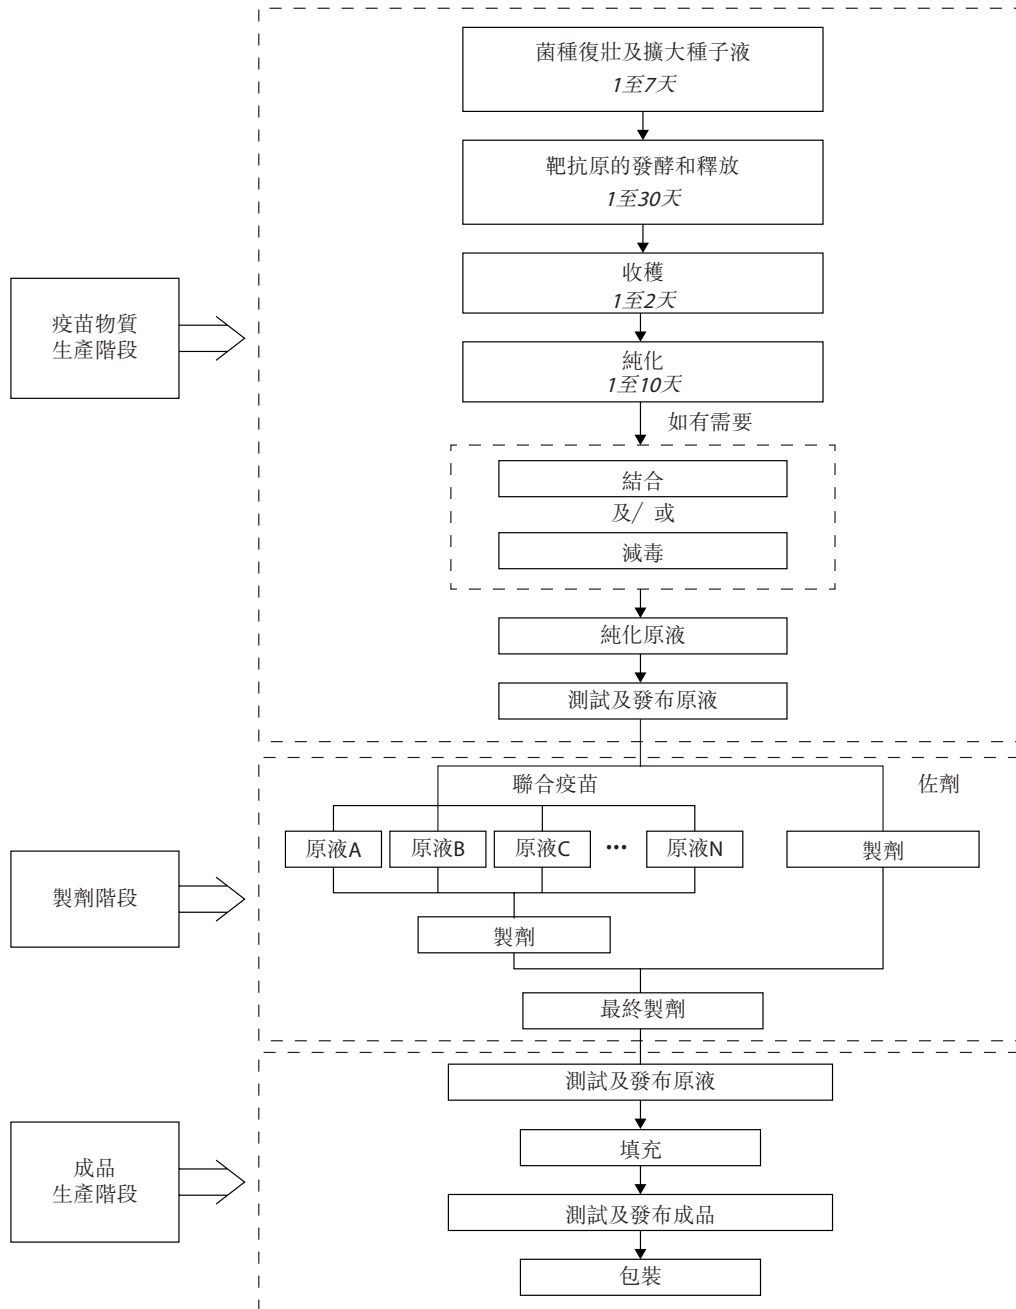 菌種復壯及擴大種子液
1至7天
靶抗原的發酵和釋放
1至30天
收穫
1至2天
疫苗物質
生產階段
純化
1至10天
如有需要
結合
及/ 或
減毒
純化原液
測試及發布原液
聯合疫苗
佐劑
原液A
原液B
原液C
•••
原液N
製劑
製劑階段
製劑
最終製劑
測試及發布原液
填充
成品
生產階段
測試及發布成品
包裝